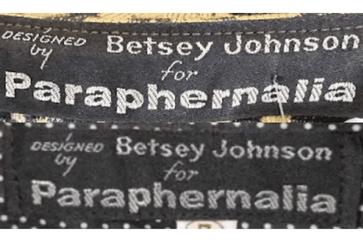 DESIGNED by Betsey Johnson
for
Paraphernalia
DESIGNED by Betsey Johnson
for
Paraphernalia